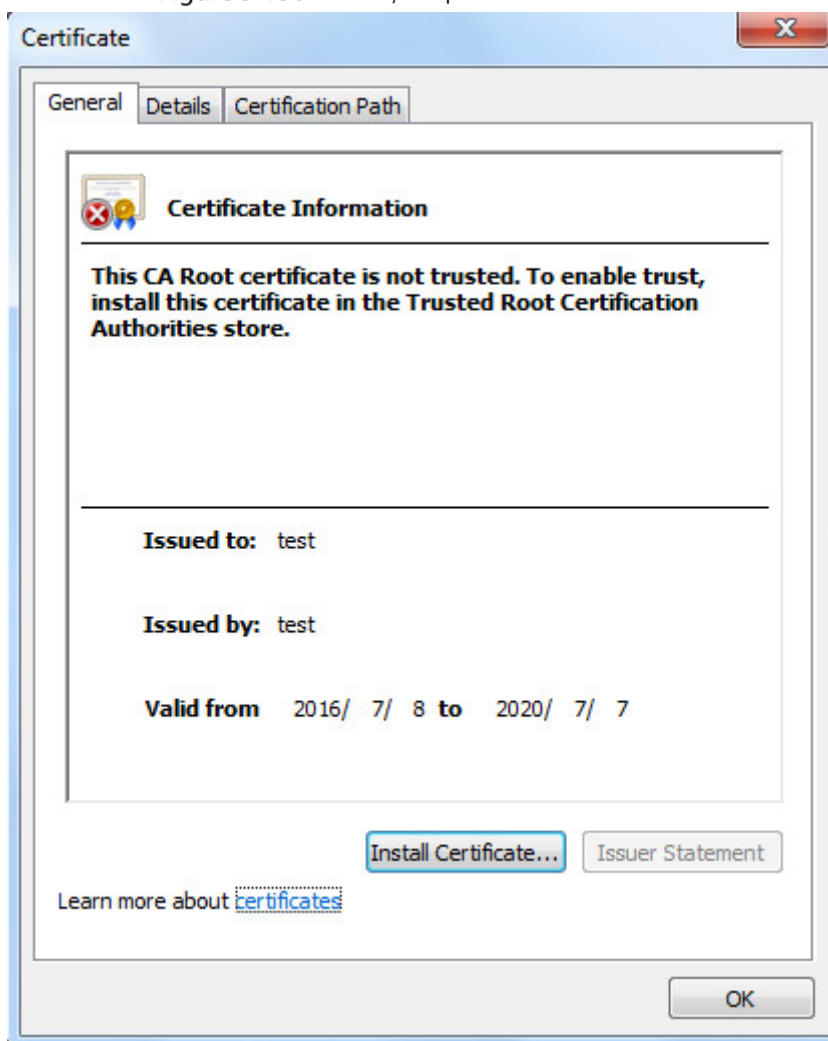 Certificate
General Details Certification Path
Certificate Information
This CA Root certificate is not trusted. To enable trust,
install this certificate in the Trusted Root Certification
Authorities store.
Issued to: test
Issued by: test
Valid from 2016/ 7/ 8 to 2020/ 7/ 7
Install Certificate... Issuer Statement
Learn more about certificates
OK